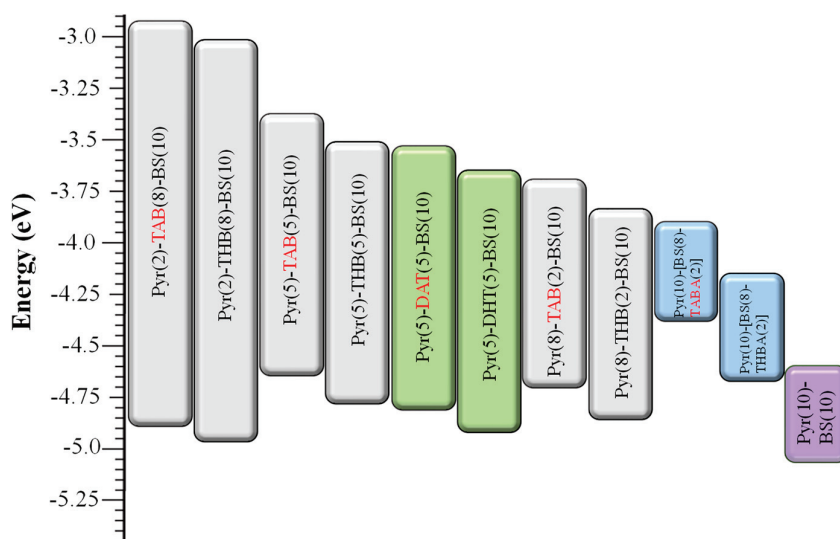 Energy (eV)
-3.0
-3.25
-3.5
-3.75
-4.0
-4.25
-4.5
-4.75
-5.0
-5.25
Pyr(2)-TAB(8)-BS(10)
Pyr(2)-THB(8)-BS(10)
Pyr(5)-TAB(5)-BS(10)
Pyr(5)-THB(5)-BS(10)
Pyr(5)-DAT(5)-BS(10)
Pyr(5)-DHT(5)-BS(10)
Pyr(8)-TAB(2)-BS(10)
Pyr(8)-THB(2)-BS(10)
Pyr(10)-[BS(8)-
TABA(2)]
Pyr(10)-[BS(8)-
THBA(2)]
Pyr(10)-
BS(10)